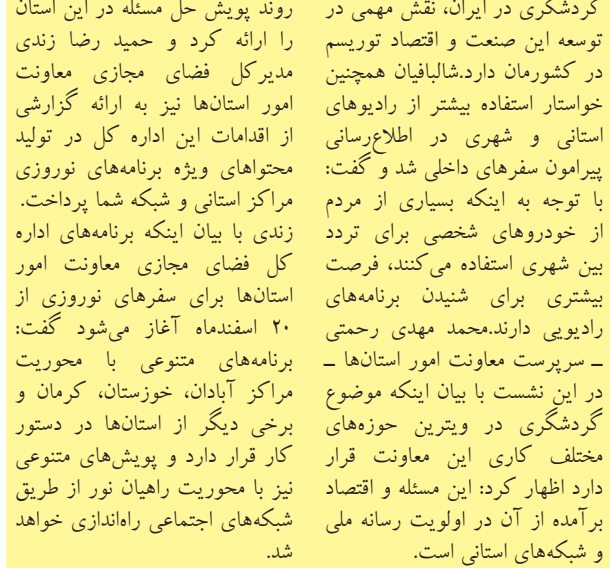 گردشگری در ایران، نقش مهمی در
توسعه این صنعت و اقتصاد توریسم
در کشورمان دارد.شالبافیان همچنین
خواستار استفاده بیشتر از رادیوهای
استانی و شهری در اطلاع‌رسانی
پیرامون سفرهای داخلی شد و گفت:
با توجه به اینکه بسیاری از مردم
از خودروهای شخصی برای تردد
بین شهری استفاده می‌کنند، فرصت
بیشتری برای شنیدن برنامه‌های
رادیویی دارند.محمد مهدی رحمتی
ـ سرپرست معاونت امور استان‌ها ـ
در این نشست با بیان اینکه موضوع
گردشگری در ویترین حوزه‌های
مختلف کاری این معاونت قرار
دارد اظهار کرد: این مسئله و اقتصاد
برآمده از آن در اولویت رسانه ملی
و شبکه‌های استانی است.
روند پویش حل مسئله در این استان
را ارائه کرد و حمید رضا زندی
مدیرکل فضای مجازی معاونت
امور استان‌ها نیز به ارائه گزارشی
از اقدامات این اداره کل در تولید
محتواهای ویژه برنامه‌های نوروزی
مراکز استانی و شبکه شما پرداخت.
زندی با بیان اینکه برنامه‌های اداره
کل فضای مجازی معاونت امور
استان‌ها برای سفرهای نوروزی از
۲۰ اسفندماه آغاز می‌شود گفت:
برنامه‌های متنوعی با محوریت
مراکز آبادان، خوزستان، کرمان و
برخی دیگر از استان‌ها در دستور
کار قرار دارد و پویش‌های متنوعی
نیز با محوریت راهیان نور از طریق
شبکه‌های اجتماعی راه‌اندازی خواهد
شد.